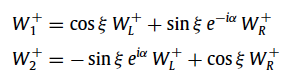 W₁⁺ = cos ξ W_L⁺ + sin ξ e^{−iα} W_R⁺
W₂⁺ = − sin ξ e^{iα} W_L⁺ + cos ξ W_R⁺